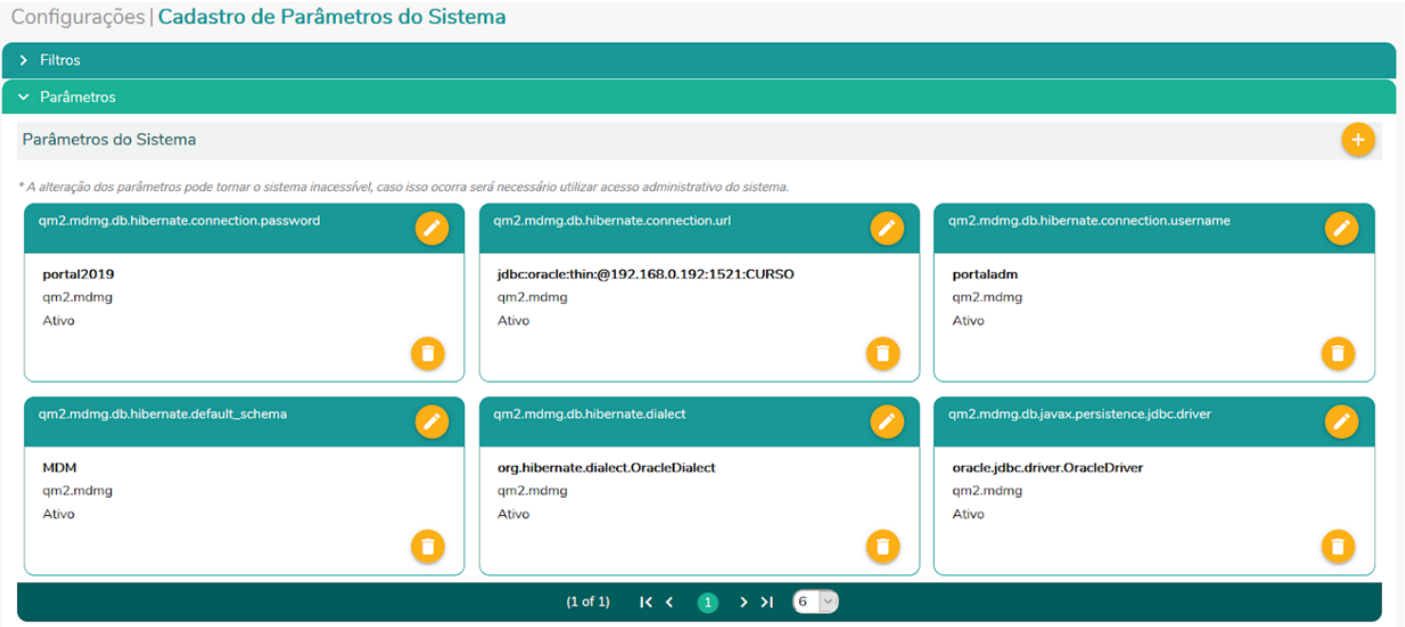 Configurações | Cadastro de Parâmetros do Sistema
Filtros
Parâmetros
Parâmetros do Sistema
* A alteração dos parâmetros pode tornar o sistema inacessível, caso isso ocorra será necessário utilizar acesso administrativo do sistema.
qm2.mdmg.db.hibernate.connection.password
portal2019
qm2.mdmg
Ativo
qm2.mdmg.db.hibernate.connection.url
jdbc:oracle:thin:@192.168.0.192:1521:CURSO
qm2.mdmg
Ativo
qm2.mdmg.db.hibernate.connection.username
portaladm
qm2.mdmg
Ativo
qm2.mdmg.db.hibernate.default_schema
MDM
qm2.mdmg
Ativo
qm2.mdmg.db.hibernate.dialect
org.hibernate.dialect.OracleDialect
qm2.mdmg
Ativo
qm2.mdmg.db.javax.persistence.jdbc.driver
oracle.jdbc.driver.OracleDriver
qm2.mdmg
Ativo
(1 of 1) 1 6